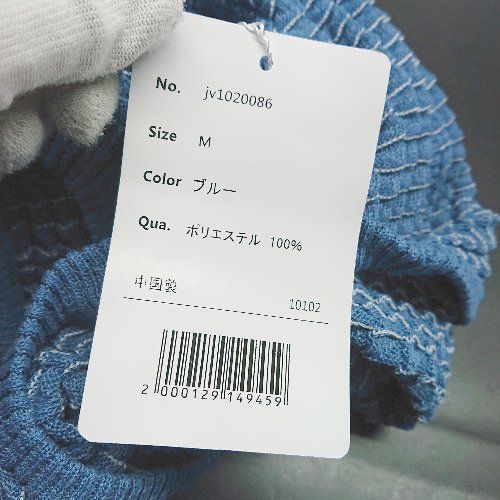 No. jv1020086
Size M
Color ブルー
Qua. ポリエステル 100%
中国製
10102
2 000129 149459